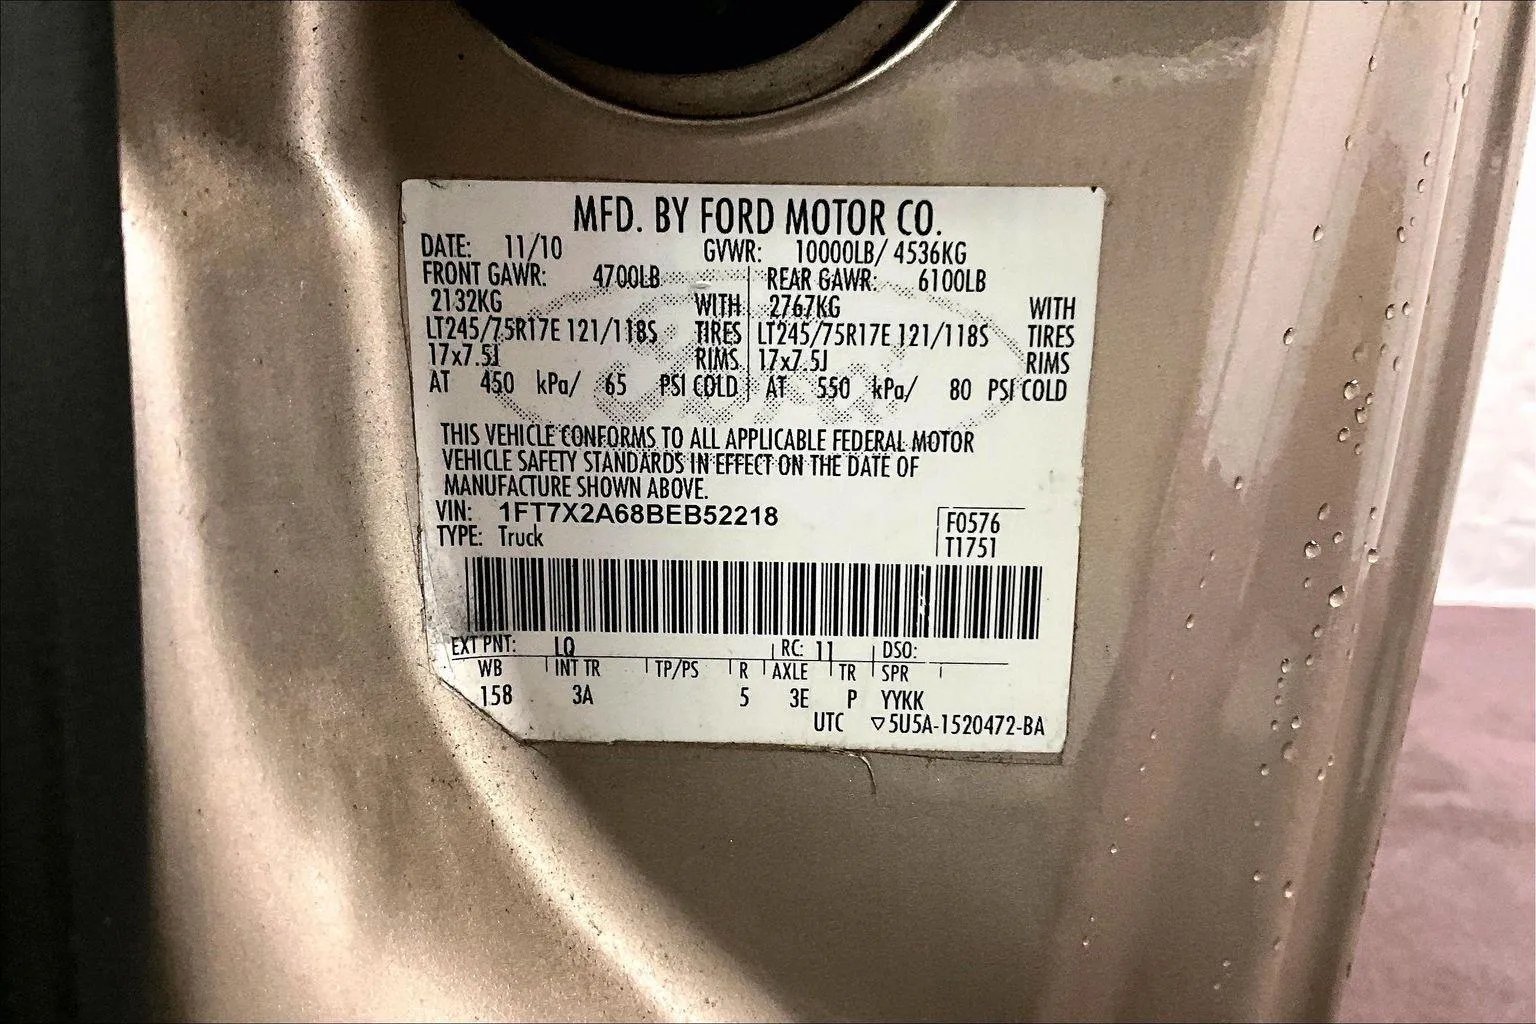 MFD. BY FORD MOTOR CO.
DATE: 11/10 GVWR: 10000LB/ 4536KG
FRONT GAWR: 4700LB REAR GAWR: 6100LB
2132KG WITH 2767KG WITH
LT245/75R17E 121/118S TIRES LT245/75R17E 121/118S TIRES
17x7.5J RIMS 17x7.5J RIMS
AT 450 kPa/ 65 PSI COLD AT 550 kPa/ 80 PSI COLD
THIS VEHICLE CONFORMS TO ALL APPLICABLE FEDERAL MOTOR
VEHICLE SAFETY STANDARDS IN EFFECT ON THE DATE OF
MANUFACTURE SHOWN ABOVE.
VIN: 1FT7X2A68BEB52218 F0576
TYPE: Truck T1751
EXT PNT: LQ RC: 11 DSO:
WB INT TR TP/PS R AXLE TR SPR
158 3A 5 3E P YYKK
UTC ▽5U5A-1520472-BA